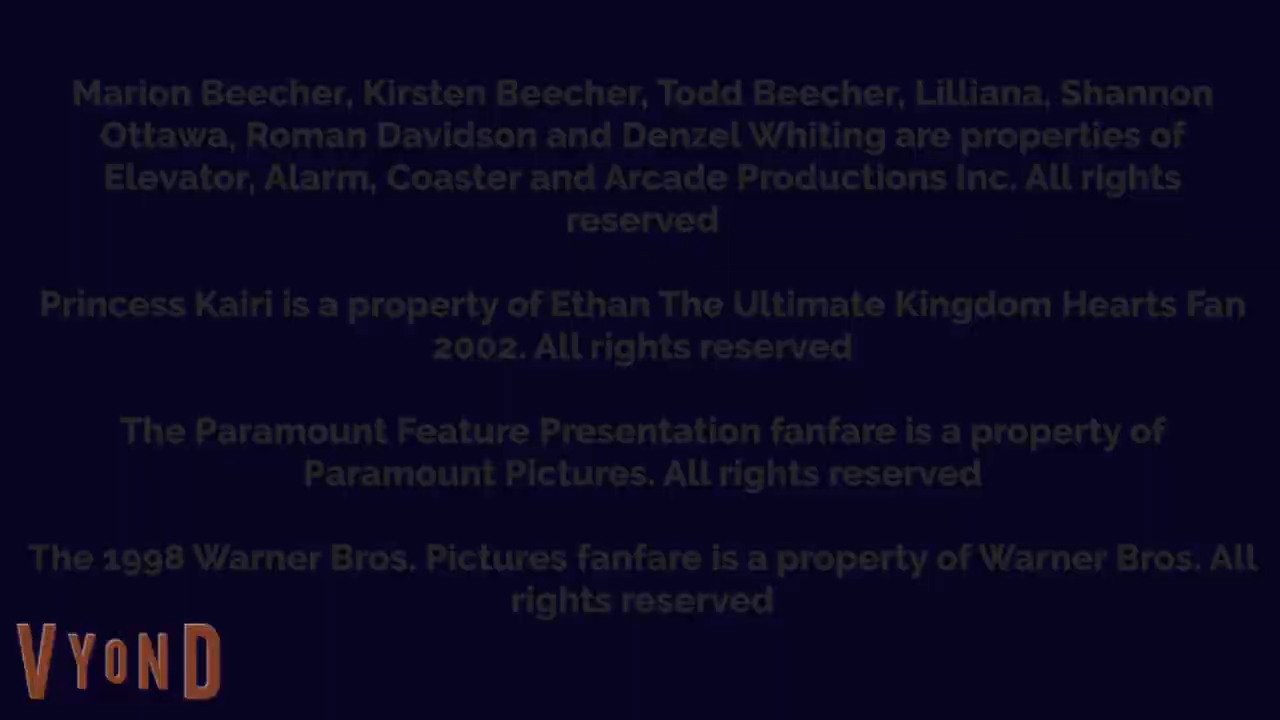 Marion Beecher, Kirsten Beecher, Todd Beecher, Lilliana, Shannon
Ottawa, Roman Davidson and Denzel Whiting are properties of
Elevator, Alarm, Coaster and Arcade Productions Inc. All rights
reserved
Princess Kairi is a property of Ethan The Ultimate Kingdom Hearts Fan
2002. All rights reserved
The Paramount Feature Presentation fanfare is a property of
Paramount Pictures. All rights reserved
The 1998 Warner Bros. Pictures fanfare is a property of Warner Bros. All
rights reserved
VYOND